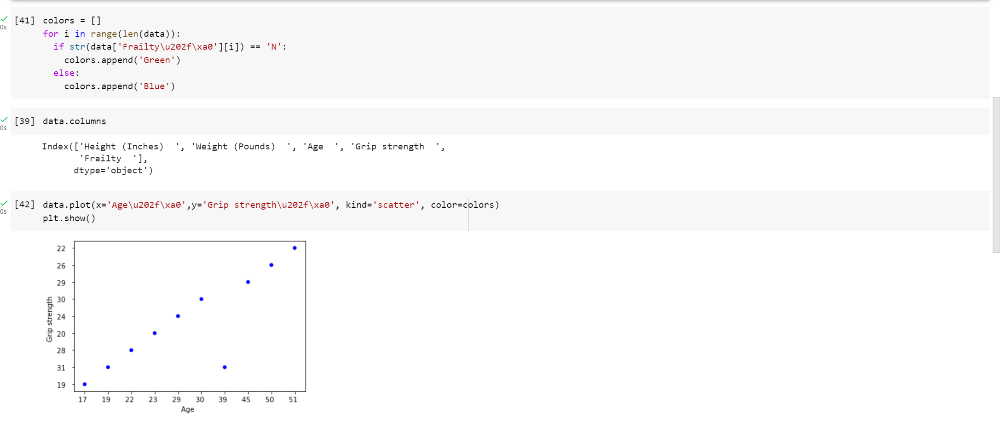 [41] colors = []
for i in range(len(data)):
if str(data['Frailty\u202f\xa0'][i]) == 'N':
colors.append('Green')
else:
colors.append('Blue')
0s
[39] data.columns
0s
Index(['Height (Inches)  ', 'Weight (Pounds)  ', 'Age  ', 'Grip strength  ',
'Frailty  '],
dtype='object')
[42] data.plot(x='Age\u202f\xa0',y='Grip strength\u202f\xa0', kind='scatter', color=colors)
0s
plt.show()
22
26
29
30
24
20
28
31
19
Grip strength
17 19 22 23 29 30 39 45 50 51
Age